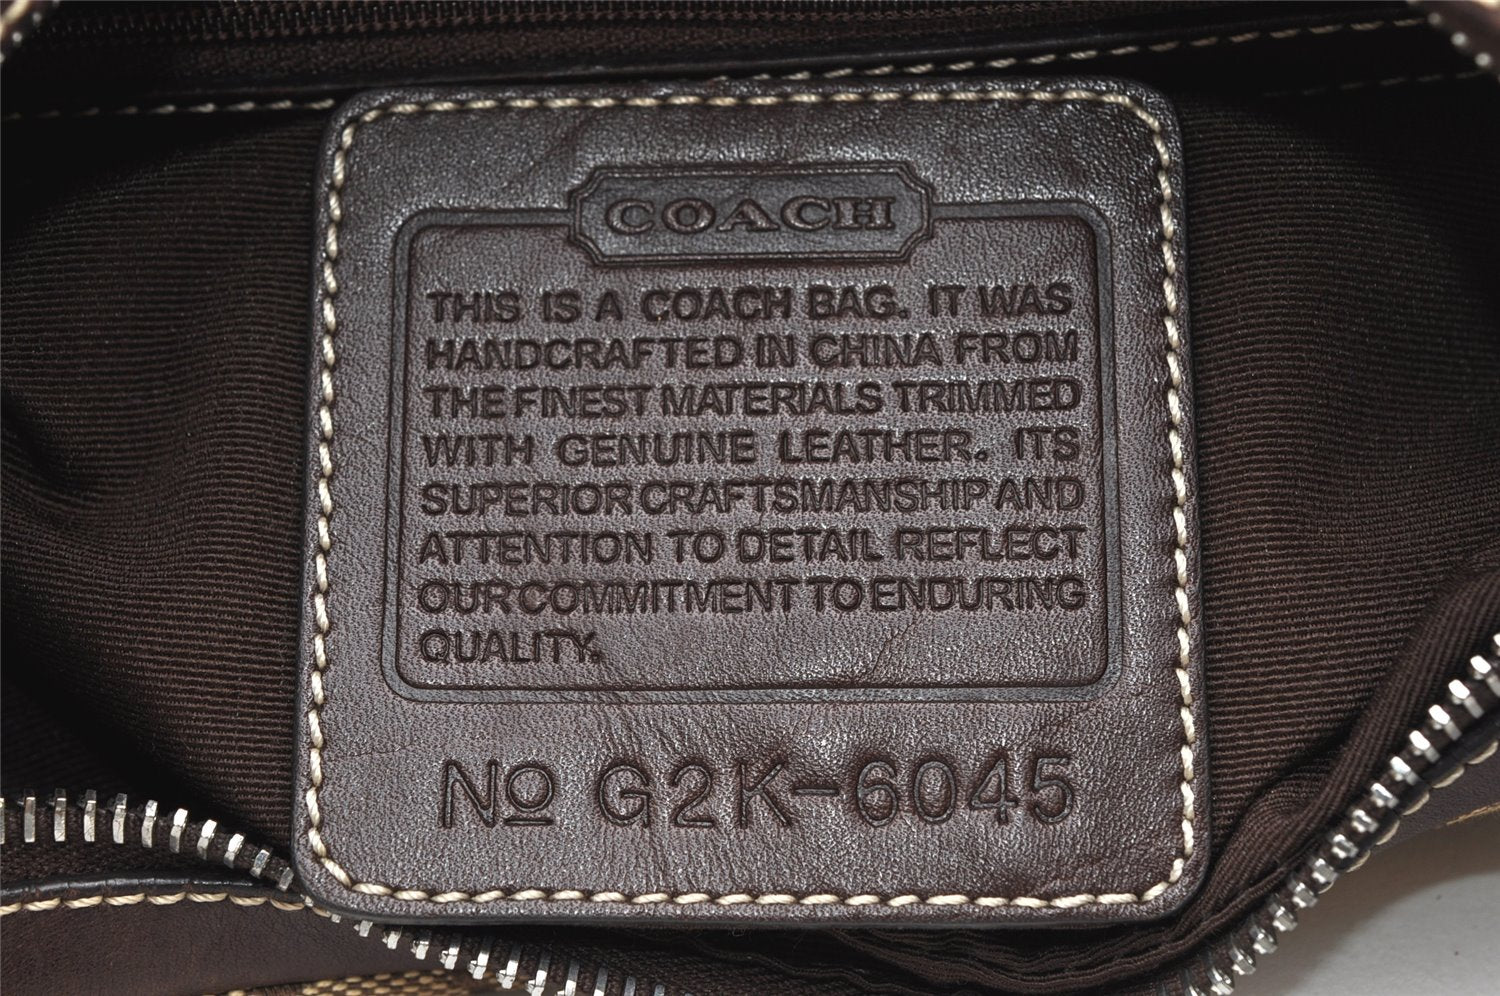 COACH
THIS IS A COACH BAG. IT WAS
HANDCRAFTED IN CHINA FROM
THE FINEST MATERIALS TRIMMED
WITH GENUINE LEATHER. ITS
SUPERIOR CRAFTSMANSHIP AND
ATTENTION TO DETAIL REFLECT
OUR COMMITMENT TO ENDURING
QUALITY.
No G2K-6045